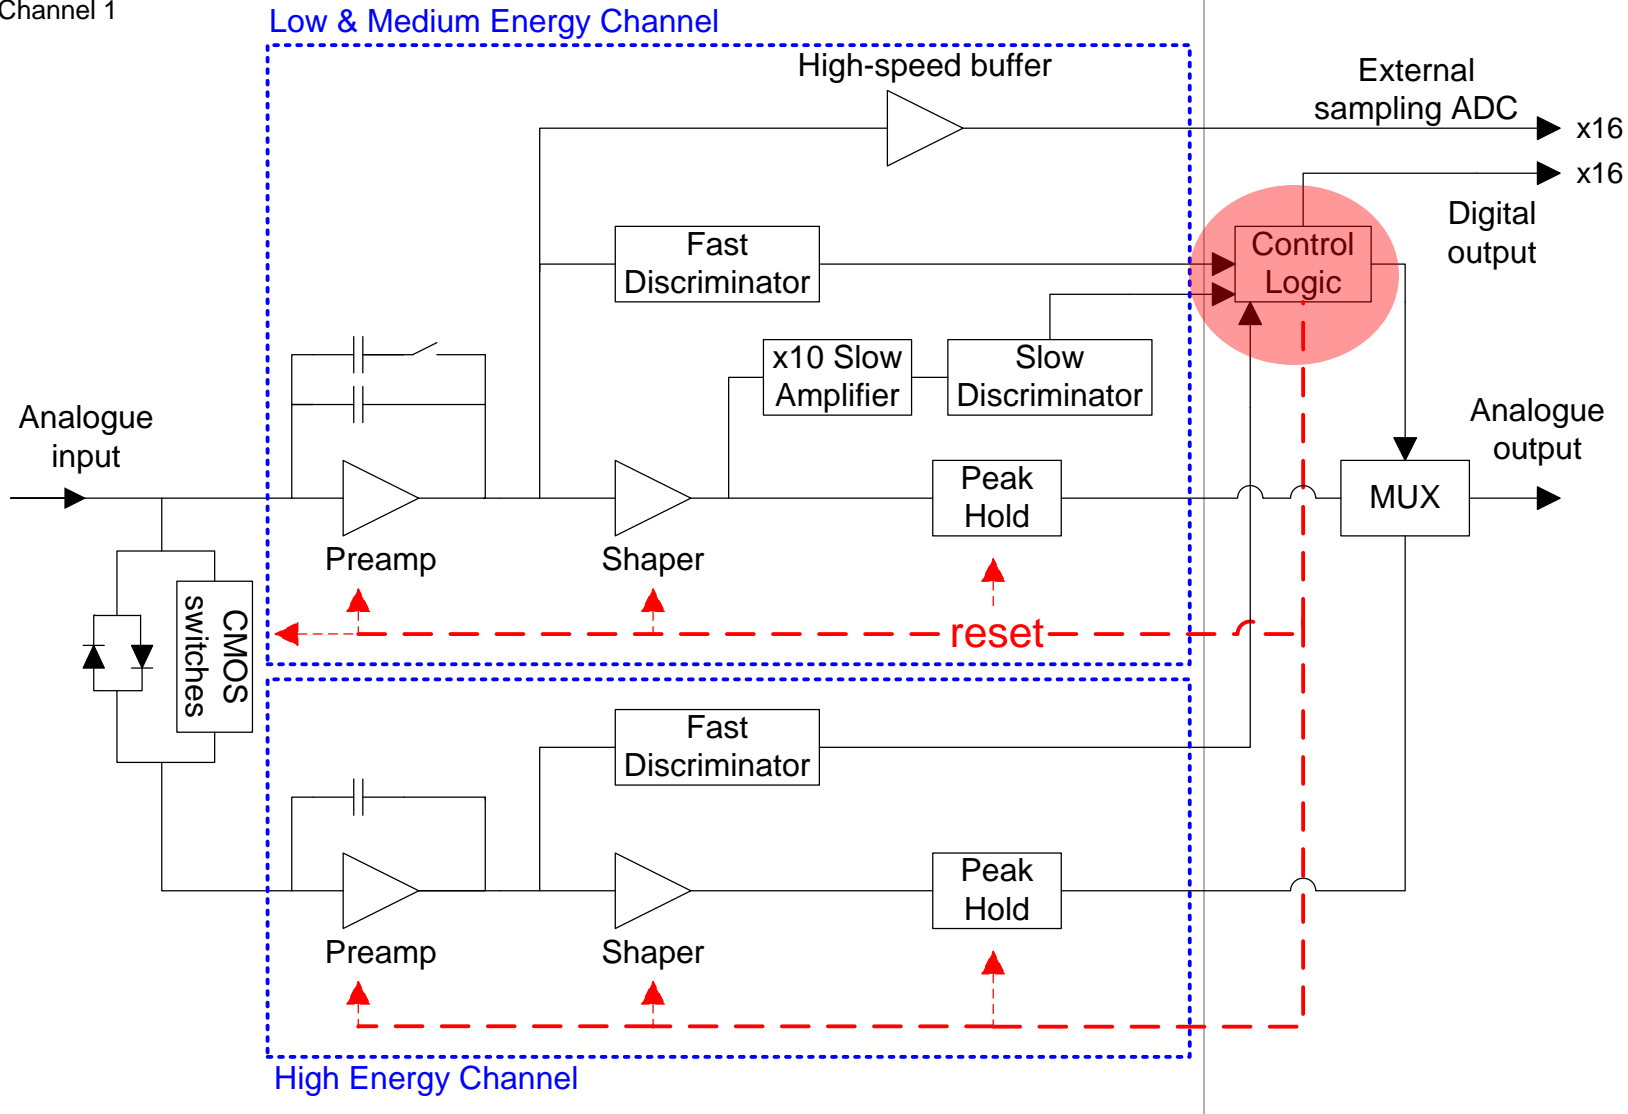 Channel 1
Low & Medium Energy Channel
High-speed buffer
External
sampling ADC
x16
x16
Digital
output
Fast
Discriminator
Control
Logic
x10 Slow
Amplifier
Slow
Discriminator
Analogue
input
Analogue
output
Peak
Hold
MUX
Preamp
Shaper
CMOS
switches
reset
Fast
Discriminator
Peak
Hold
Preamp
Shaper
High Energy Channel